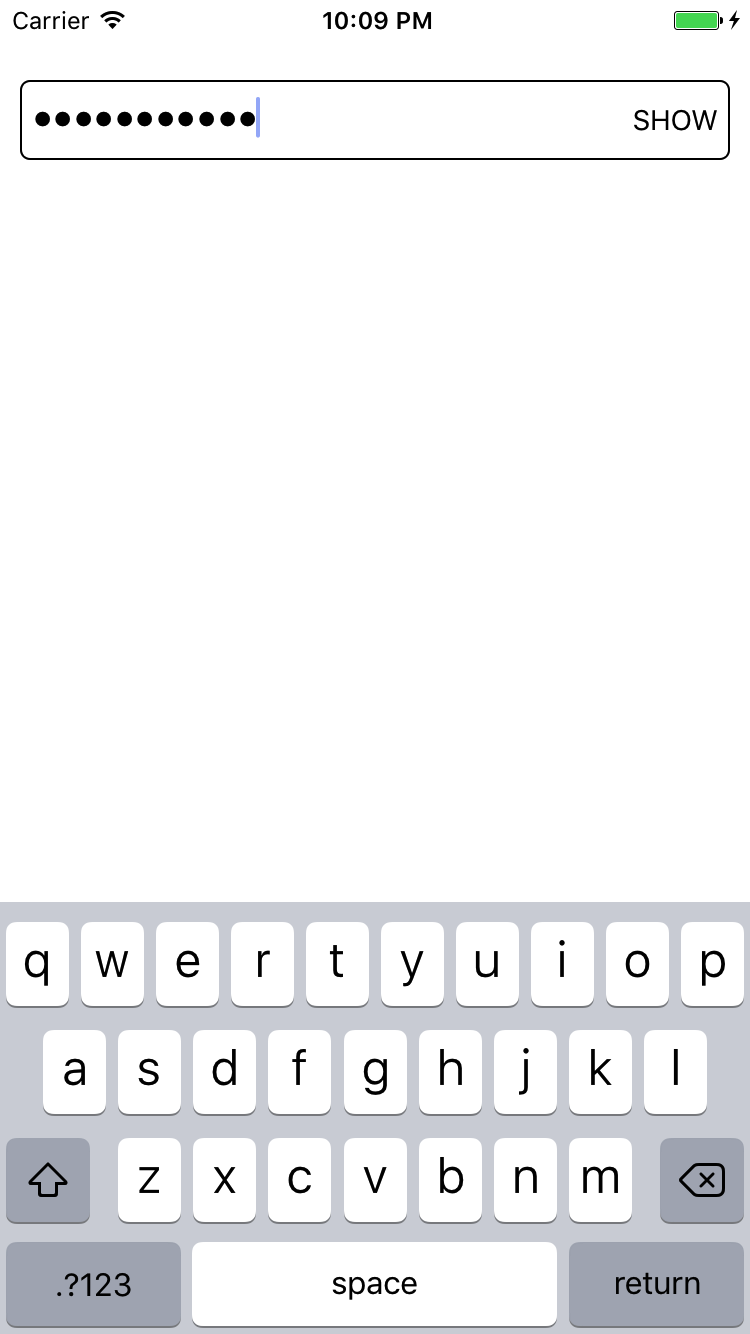 Carrier 10:09 PM
••••••••••• SHOW
q w e r t y u i o p
a s d f g h j k l
z x c v b n m
.?123 space return